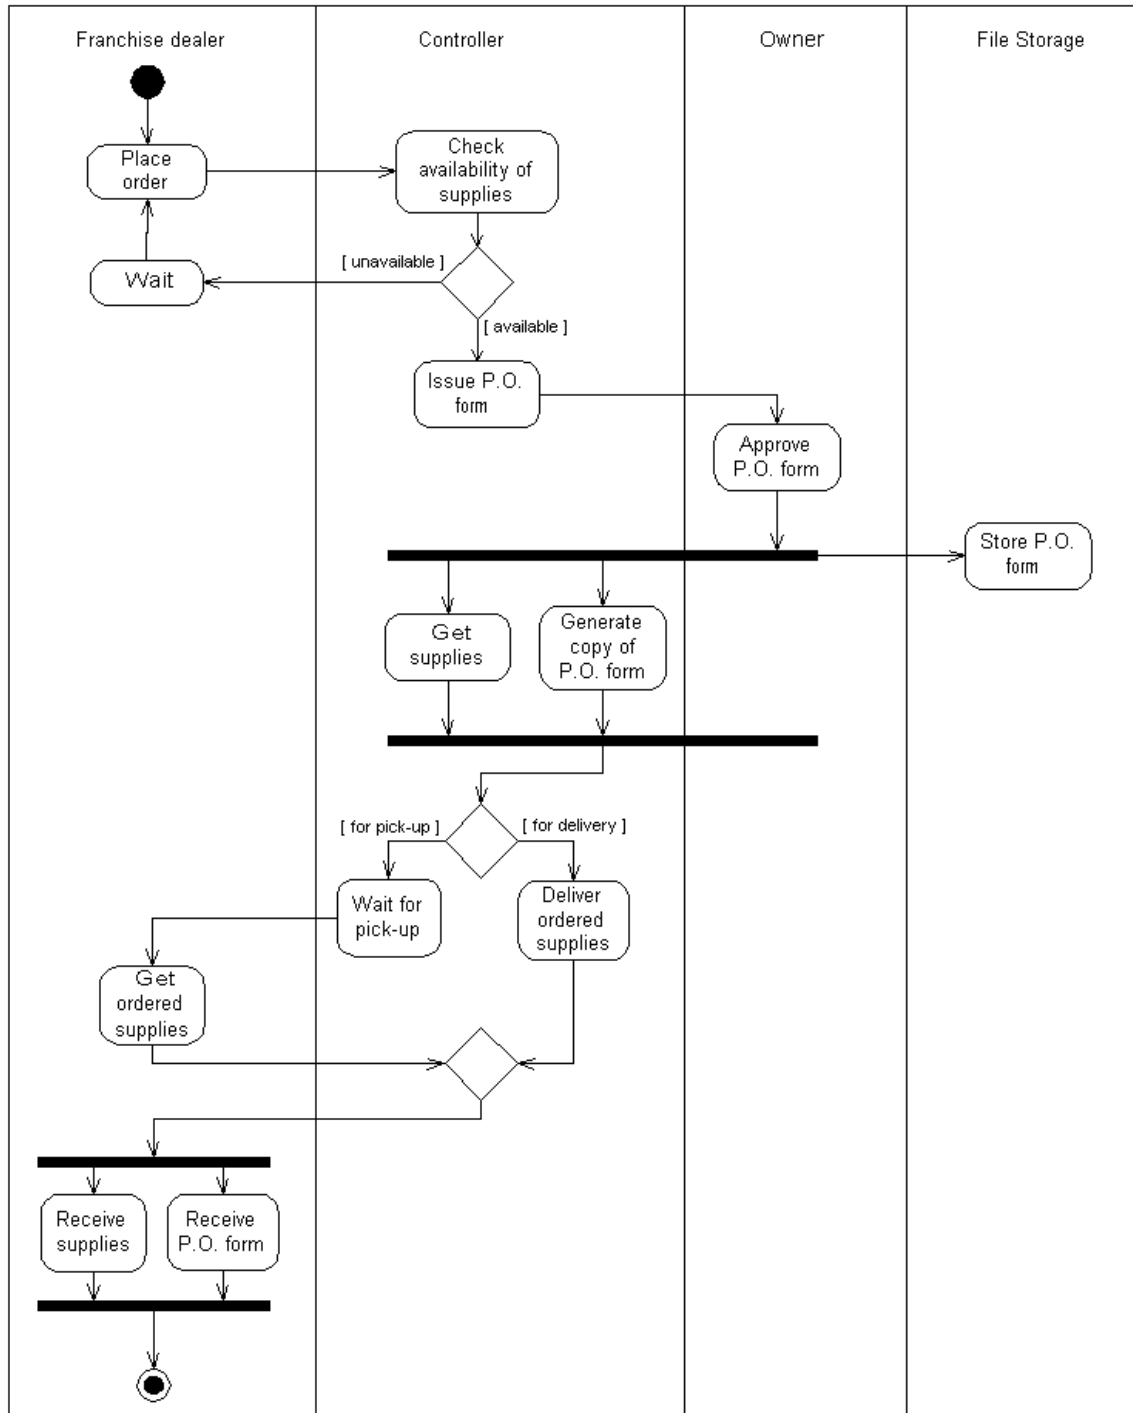 Franchise dealer
Controller
Owner
File Storage
Place
order
Check
availability of
supplies
[ unavailable ]
Wait
[ available ]
Issue P.O.
form
Approve
P.O. form
Store P.O.
form
Get
supplies
Generate
copy of
P.O. form
[ for pick-up ]
[ for delivery ]
Wait for
pick-up
Deliver
ordered
supplies
Get
ordered
supplies
Receive
supplies
Receive
P.O. form